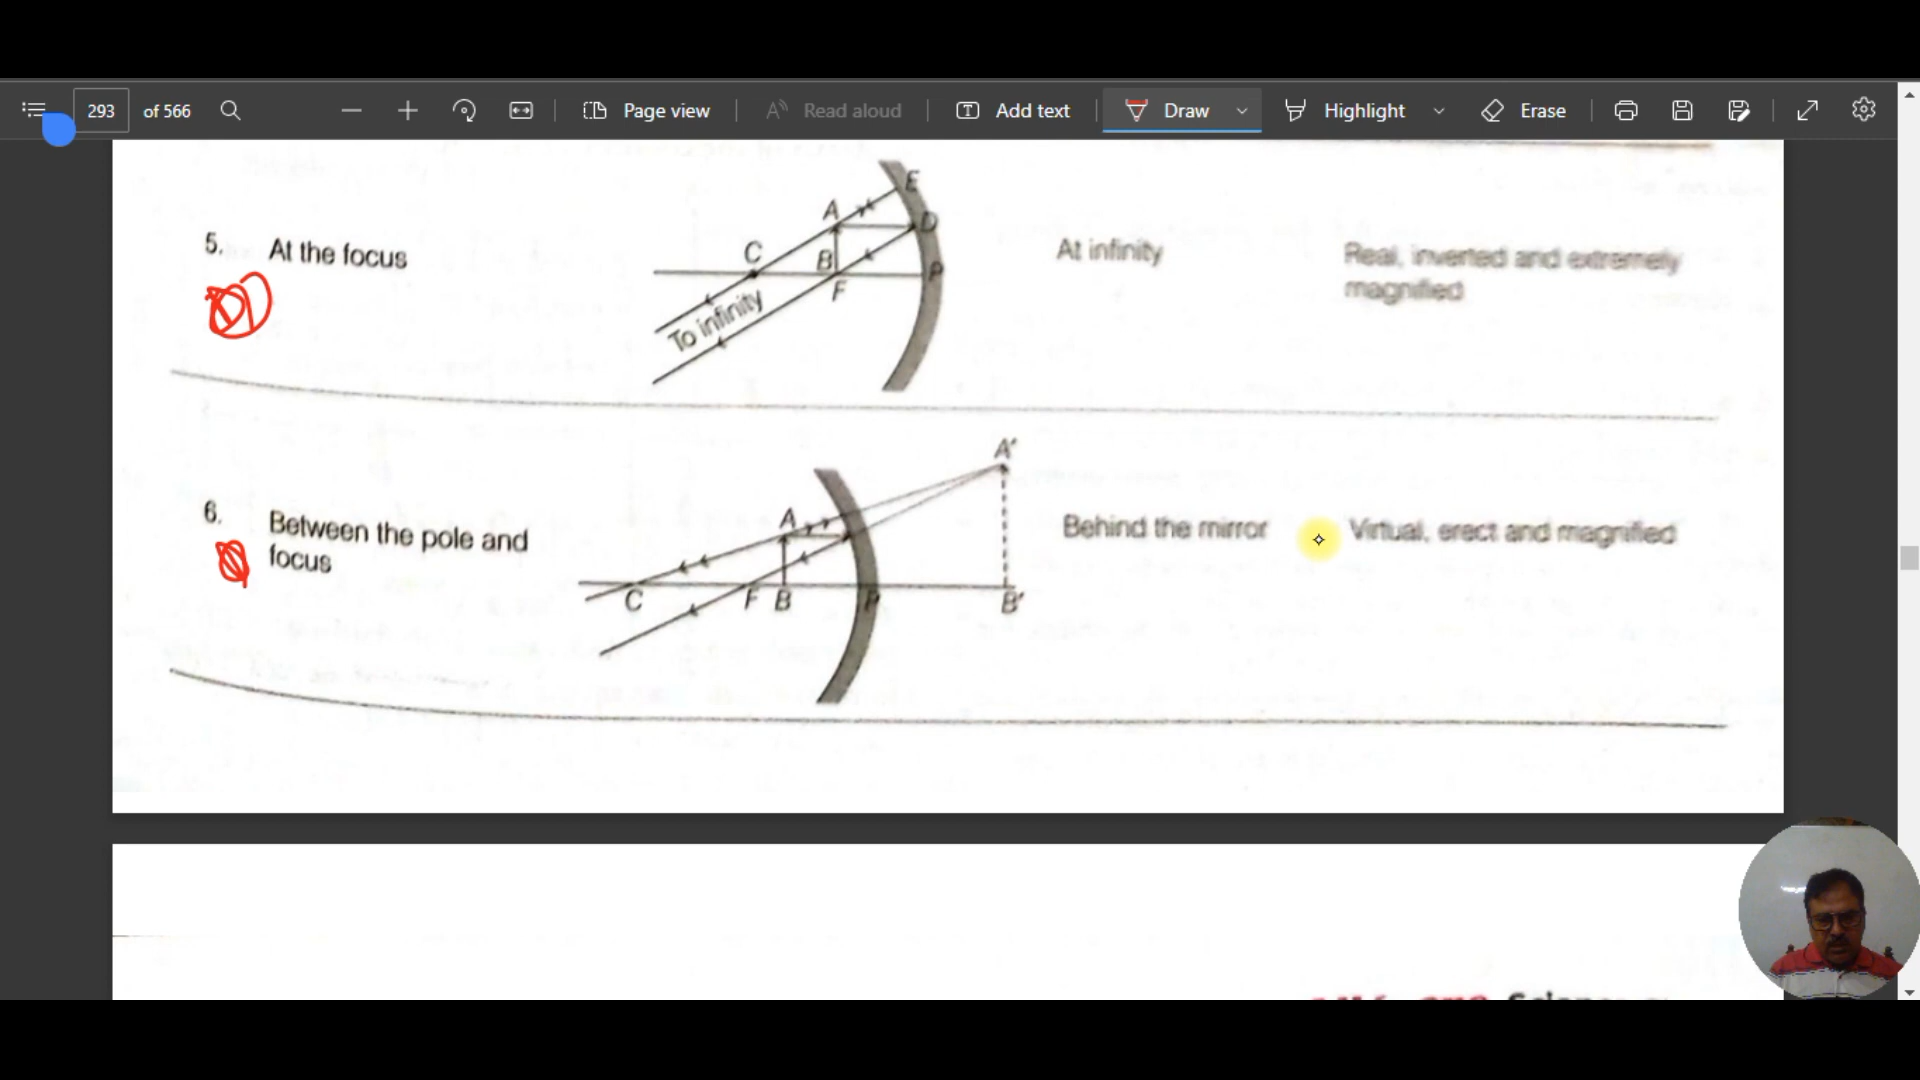 293 of 566
Page view
Read aloud
Add text
Draw
Highlight
Erase
5. At the focus
A
E
D
C
B
P
F
To infinity
At infinity
Real, inverted and extremely
magnified
6. Between the pole and
focus
A
A'
C
F
B
P
B'
Behind the mirror
Virtual, erect and magnified